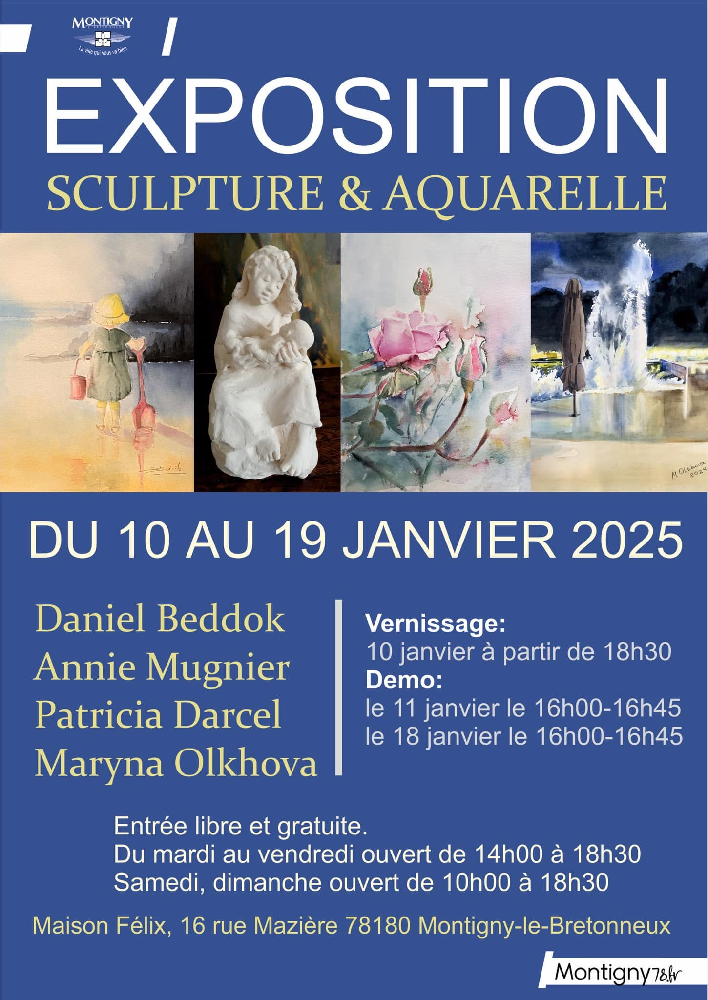 MONTIGNY
LE BRETONNEUX
La ville qui vous va bien
EXPOSITION
SCULPTURE & AQUARELLE
M.Olkhova
2024
DU 10 AU 19 JANVIER 2025
Daniel Beddok
Annie Mugnier
Patricia Darcel
Maryna Olkhova
Vernissage:
10 janvier à partir de 18h30
Demo:
le 11 janvier le 16h00-16h45
le 18 janvier le 16h00-16h45
Entrée libre et gratuite.
Du mardi au vendredi ouvert de 14h00 à 18h30
Samedi, dimanche ouvert de 10h00 à 18h30
Maison Félix, 16 rue Mazière 78180 Montigny-le-Bretonneux
Montigny78.fr